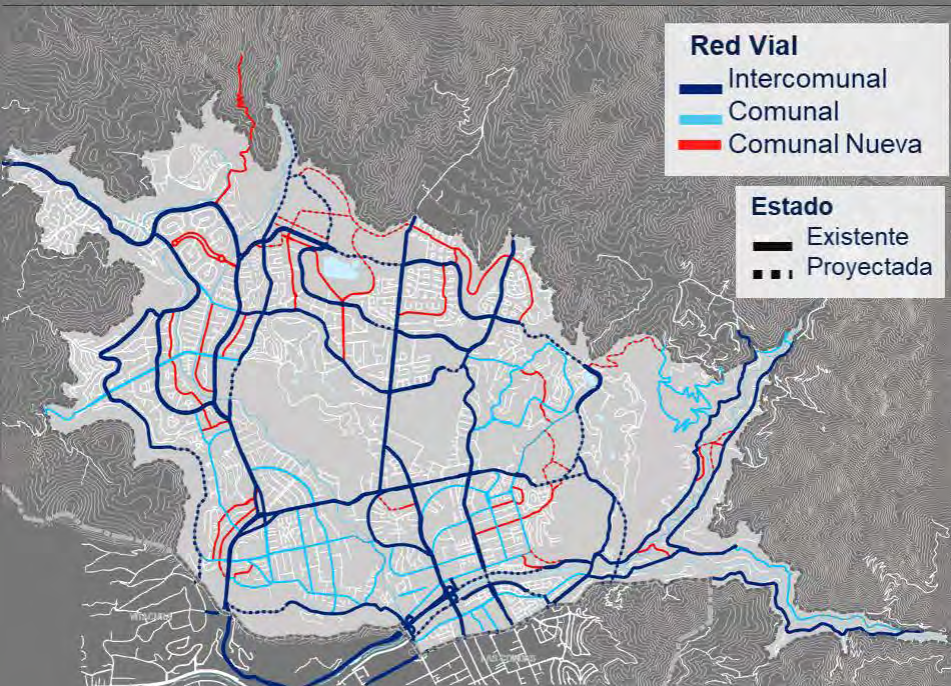 Red Vial
Intercomunal
Comunal
Comunal Nueva
Estado
Existente
Proyectada